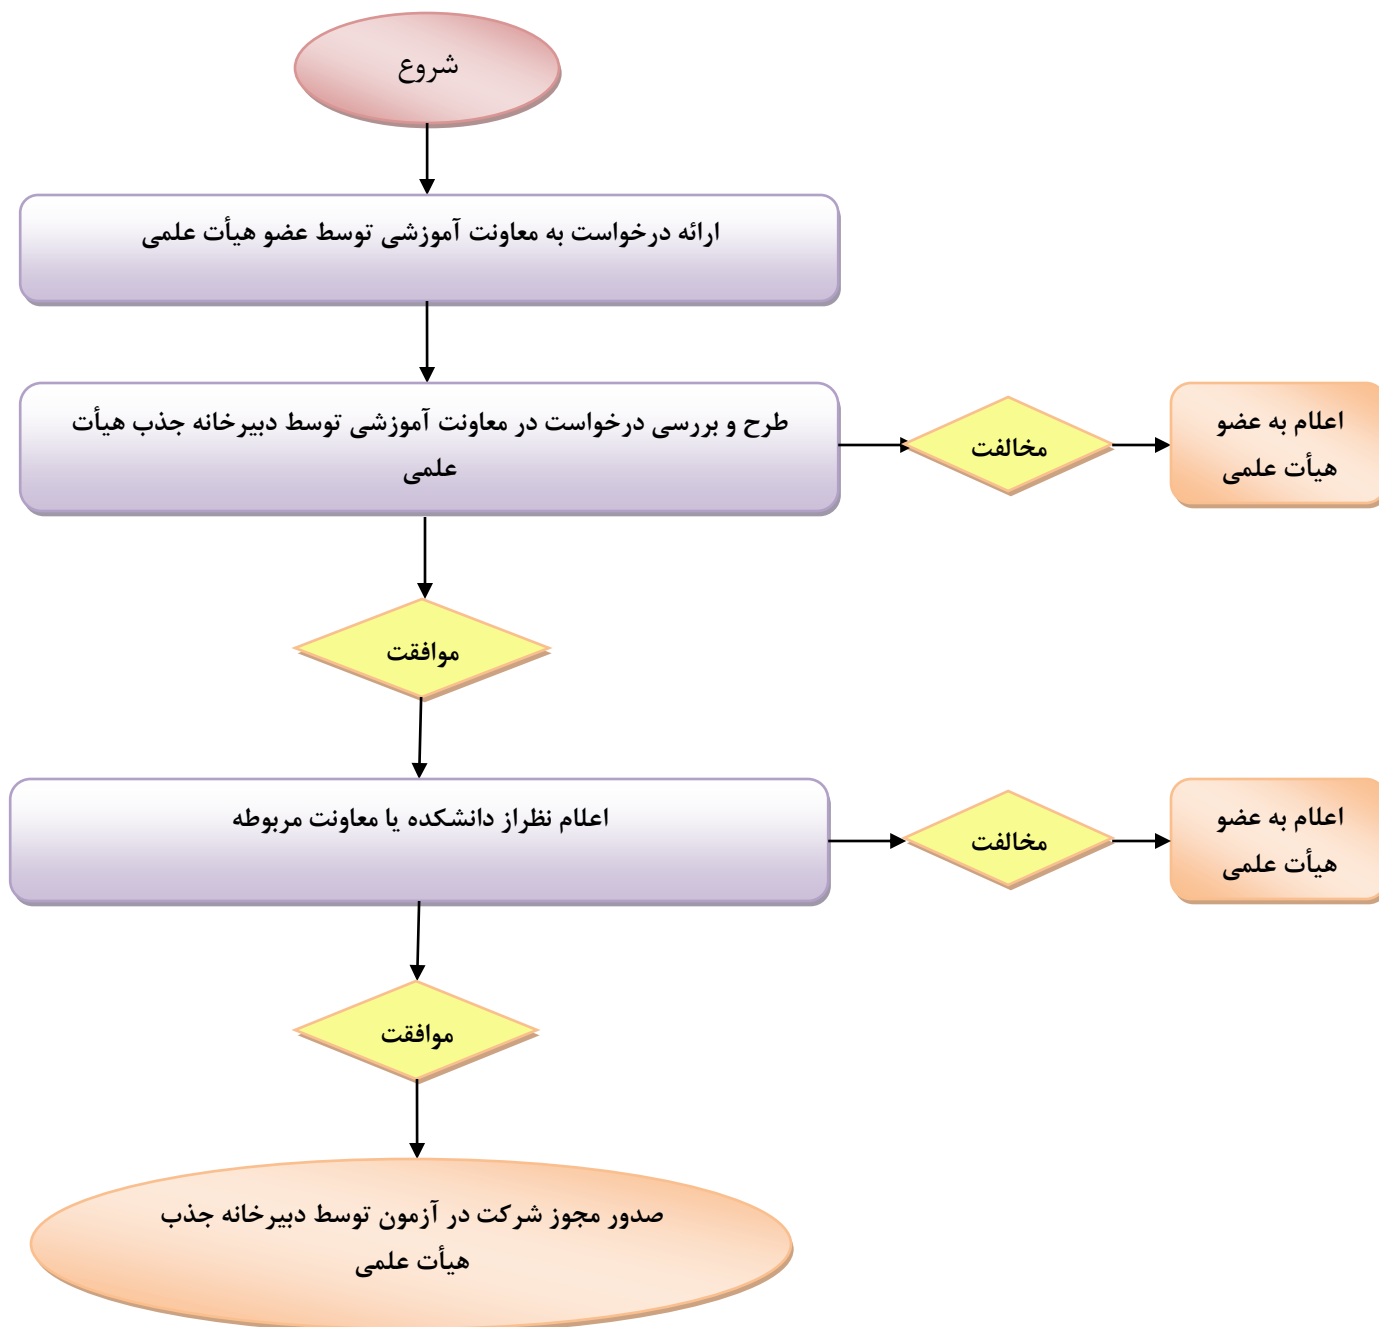 شروع
ارائه درخواست به معاونت آموزشی توسط عضو هیأت علمی
طرح و بررسی درخواست در معاونت آموزشی توسط دبیرخانه جذب هیأت
علمی
مخالفت
اعلام به عضو
هیأت علمی
موافقت
اعلام نظراز دانشکده یا معاونت مربوطه
مخالفت
اعلام به عضو
هیأت علمی
موافقت
صدور مجوز شرکت در آزمون توسط دبیرخانه جذب
هیأت علمی